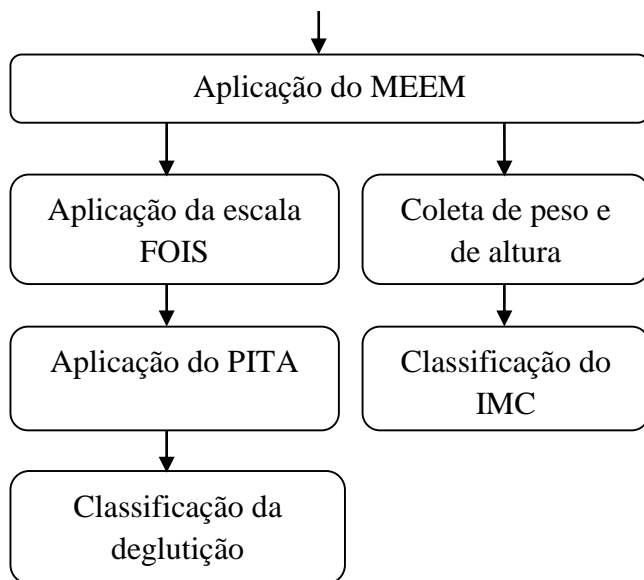 Aplicação do MEEM
Aplicação da escala
FOIS
Coleta de peso e
de altura
Aplicação do PITA
Classificação do
IMC
Classificação da
deglutição